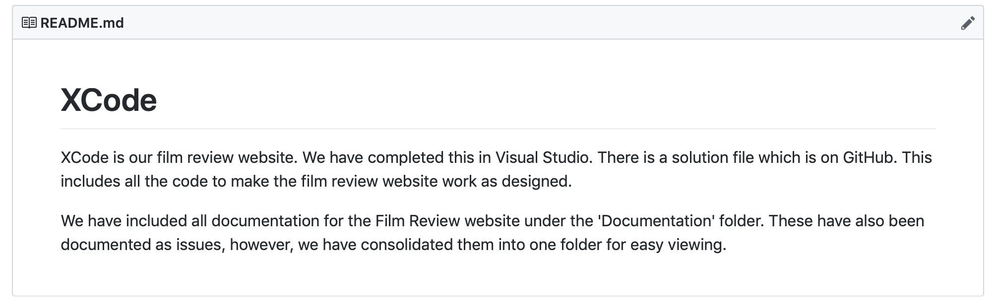 README.md
XCode
XCode is our film review website. We have completed this in Visual Studio. There is a solution file which is on GitHub. This
includes all the code to make the film review website work as designed.
We have included all documentation for the Film Review website under the 'Documentation' folder. These have also been
documented as issues, however, we have consolidated them into one folder for easy viewing.